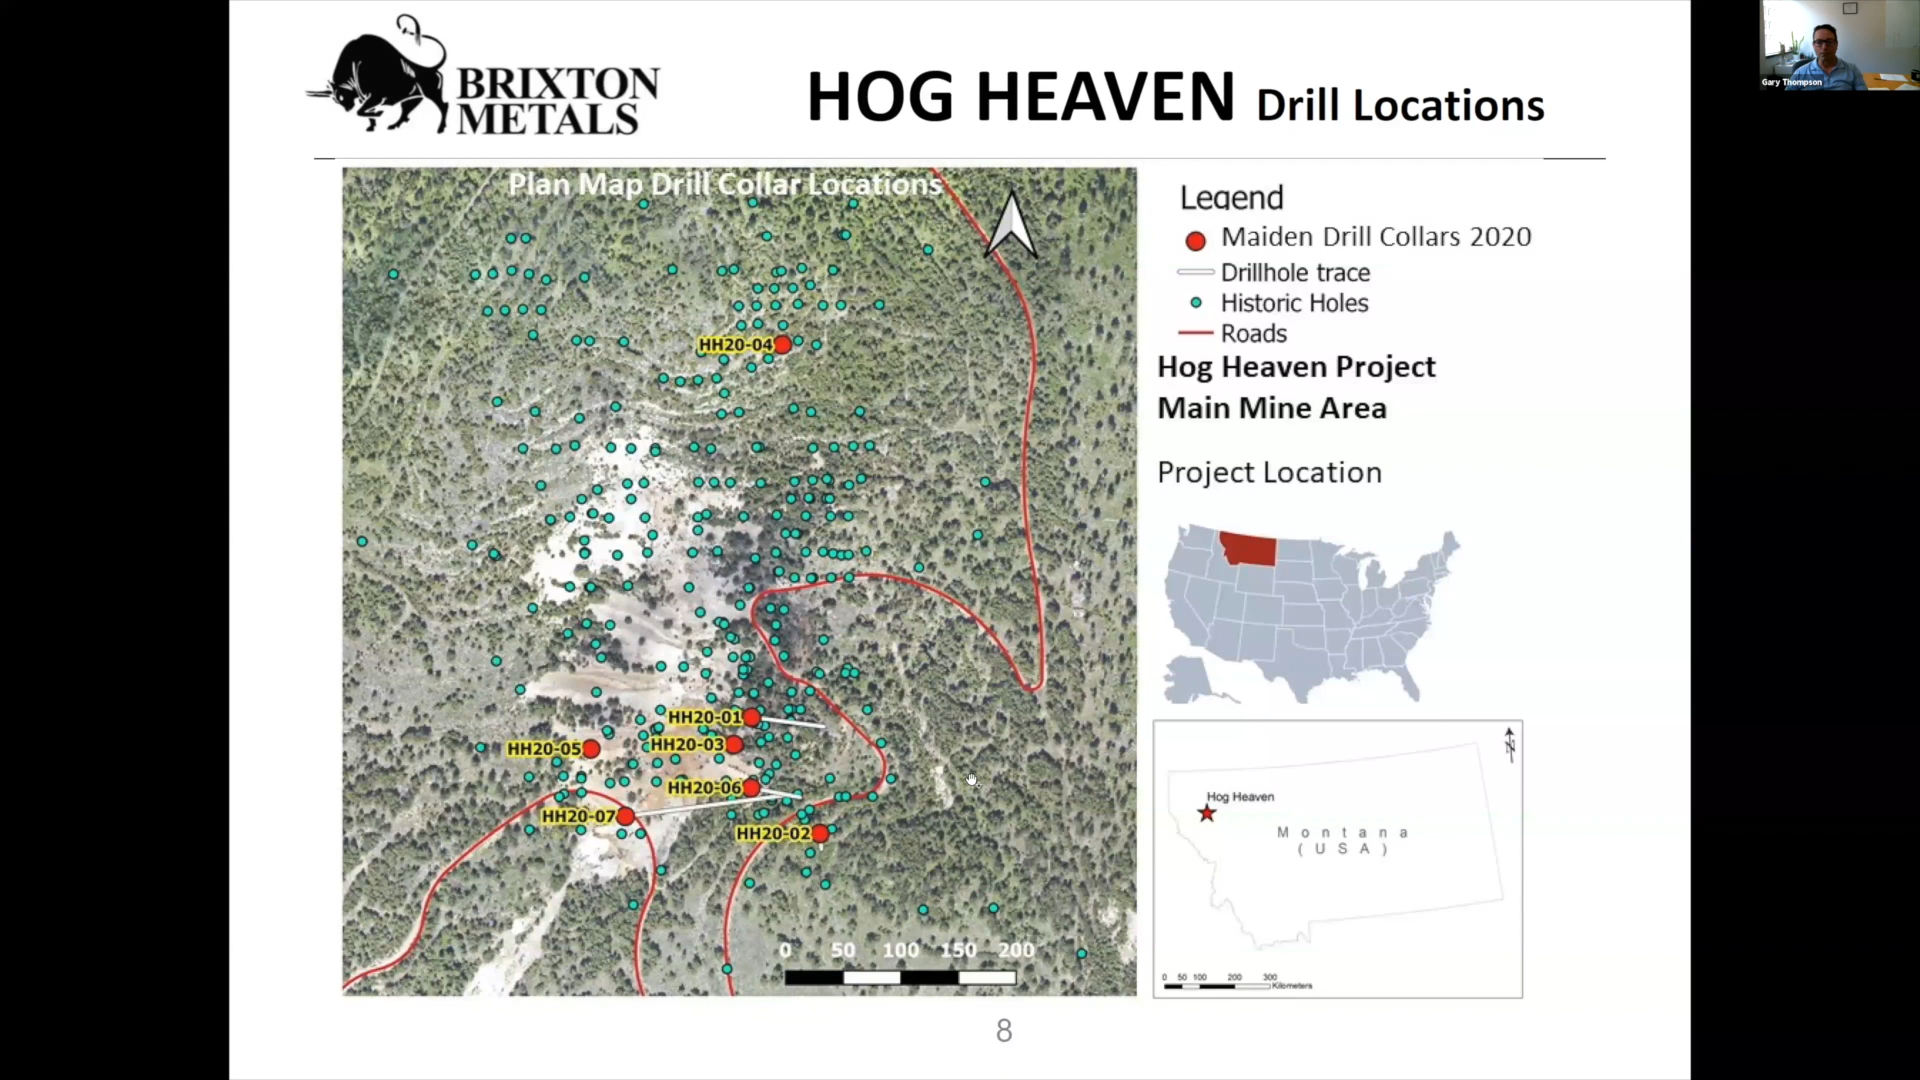 BRIXTON
METALS
HOG HEAVEN Drill Locations
Gary Thompson
Plan Map Drill Collar Locations
HH20-04
HH20-01
HH20-05
HH20-03
HH20-06
HH20-07
HH20-02
0 50 100 150 200
Legend
Maiden Drill Collars 2020
Drillhole trace
Historic Holes
Roads
Hog Heaven Project
Main Mine Area
Project Location
N
Hog Heaven
Montana
(USA)
0 50 100 200 300
Kilometers
8